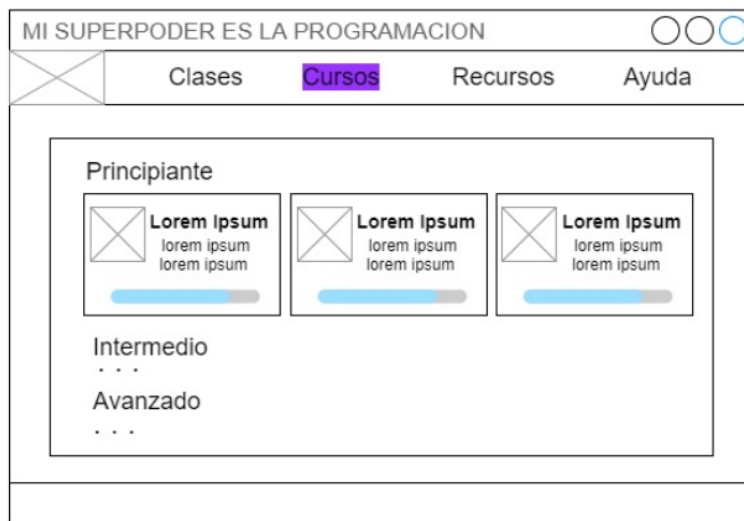 MI SUPERPODER ES LA PROGRAMACION
Clases Cursos Recursos Ayuda
Principiante
Lorem Ipsum Lorem Ipsum Lorem Ipsum
lorem ipsum lorem ipsum lorem ipsum
lorem ipsum lorem ipsum lorem ipsum
Intermedio
. . .
Avanzado
. . .